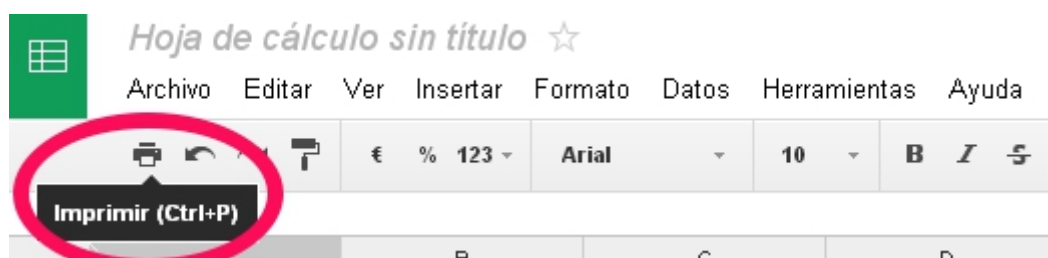 Hoja de cálculo sin título
Archivo Editar Ver Insertar Formato Datos Herramientas Ayuda
€ % 123 Arial 10 B I S
Imprimir (Ctrl+P)
B C D